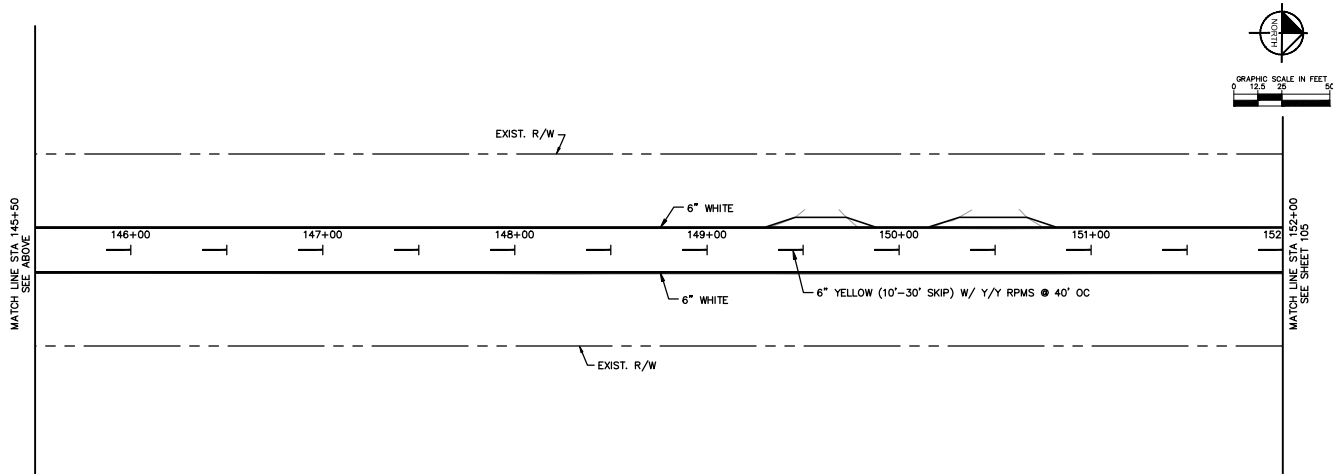 NORTH
GRAPHIC SCALE IN FEET
0 12.5 25 50
EXIST. R/W
MATCH LINE STA 145+50
SEE ABOVE
6" WHITE
146+00 147+00 148+00 149+00 150+00 151+00 152
6" YELLOW (10'-30' SKIP) W/ Y/Y RPMS @ 40' OC
6" WHITE
EXIST. R/W
MATCH LINE STA 152+00
SEE SHEET 105